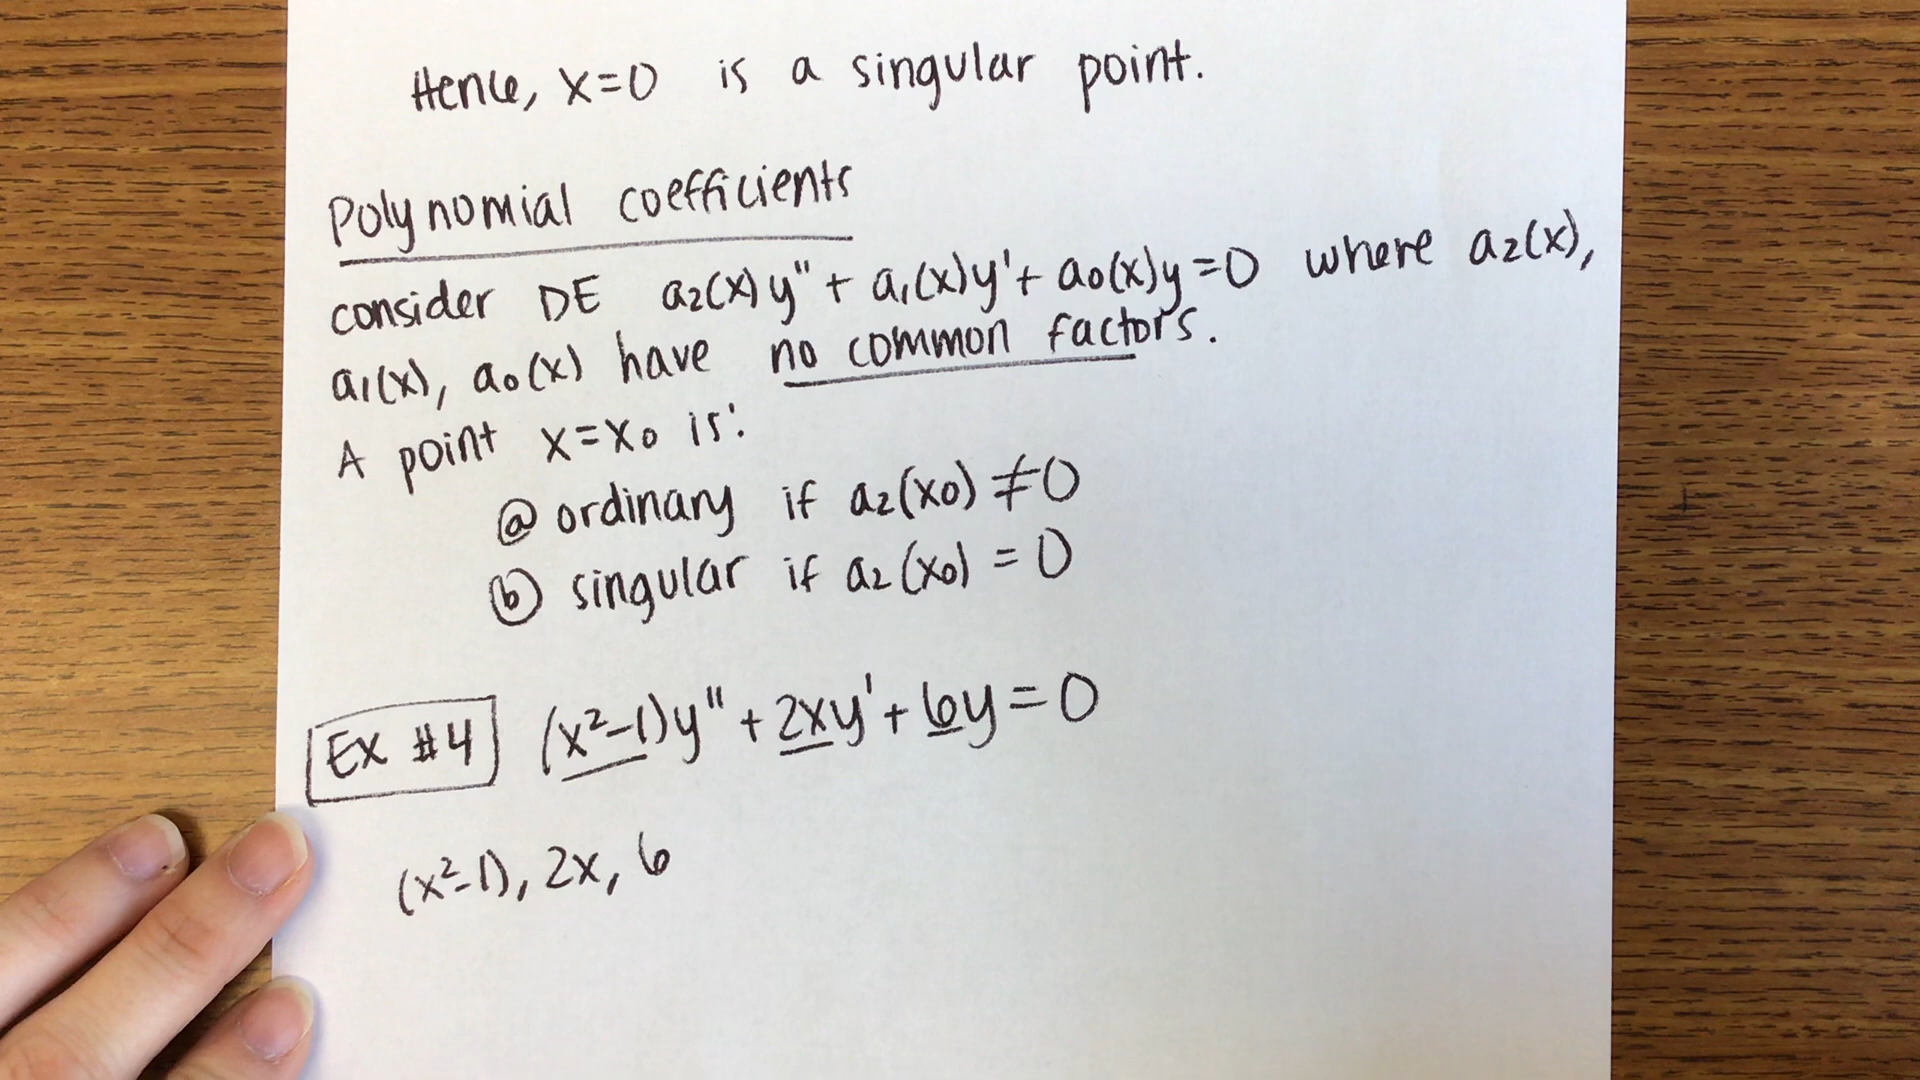 Hence, x=0 is a singular point.
Polynomial coefficients
consider DE a₂(x)y" + a₁(x)y' + a₀(x)y = 0 where a₂(x),
a₁(x), a₀(x) have no common factors.
A point x=x₀ is:
ⓐ ordinary if a₂(x₀) ≠ 0
ⓑ singular if a₂(x₀) = 0
Ex #4 (x²-1)y" + 2xy' + 6y = 0
(x²-1), 2x, 6